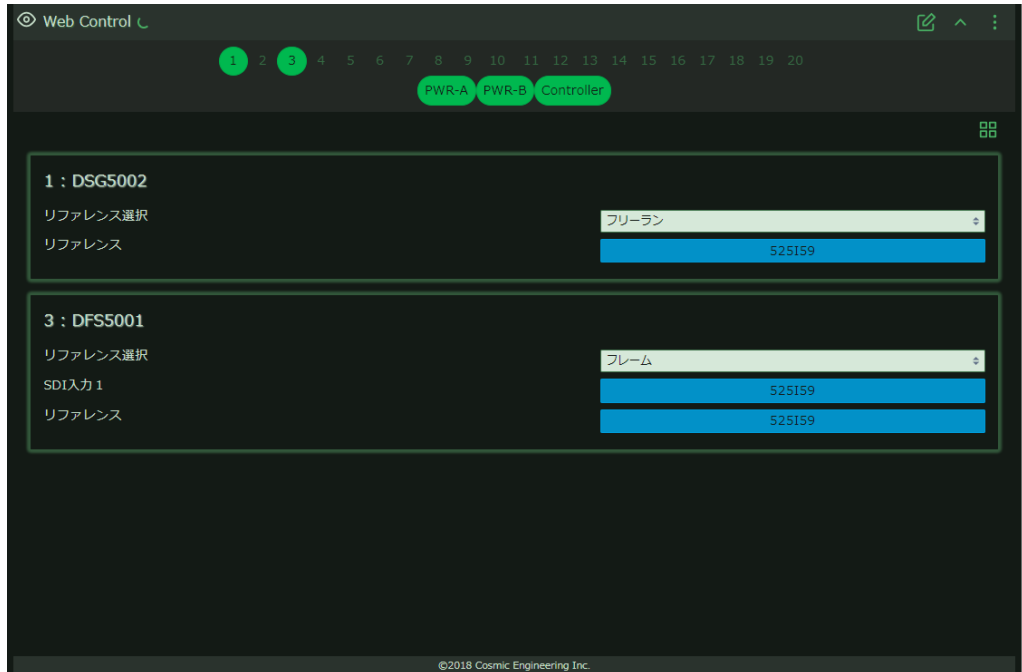 Web Control
1 2 3 4 5 6 7 8 9 10 11 12 13 14 15 16 17 18 19 20
PWR-A PWR-B Controller
1 : DSG5002
リファレンス選択 フリーラン
リファレンス 525I59
3 : DFS5001
リファレンス選択 フレーム
SDI入力1 525I59
リファレンス 525I59
©2018 Cosmic Engineering Inc.